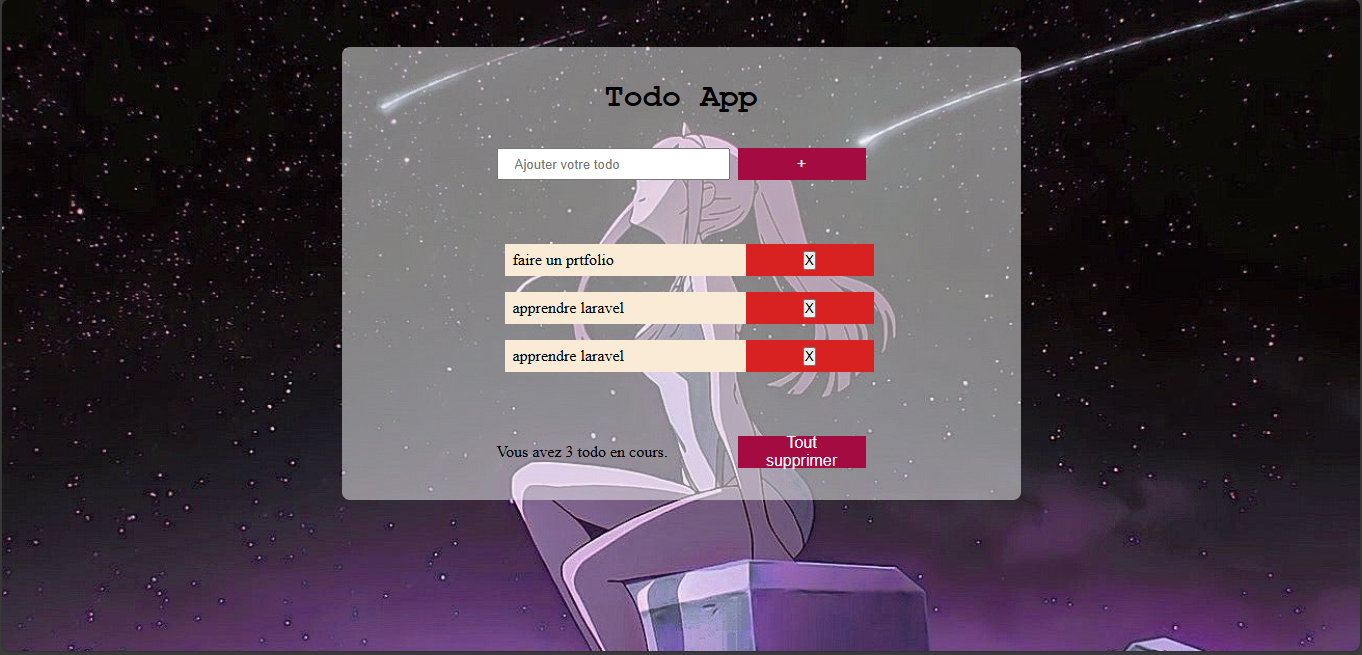 Todo App
Ajouter votre todo
+
faire un prtfolio
X
apprendre laravel
X
apprendre laravel
X
Vous avez 3 todo en cours.
Tout
supprimer